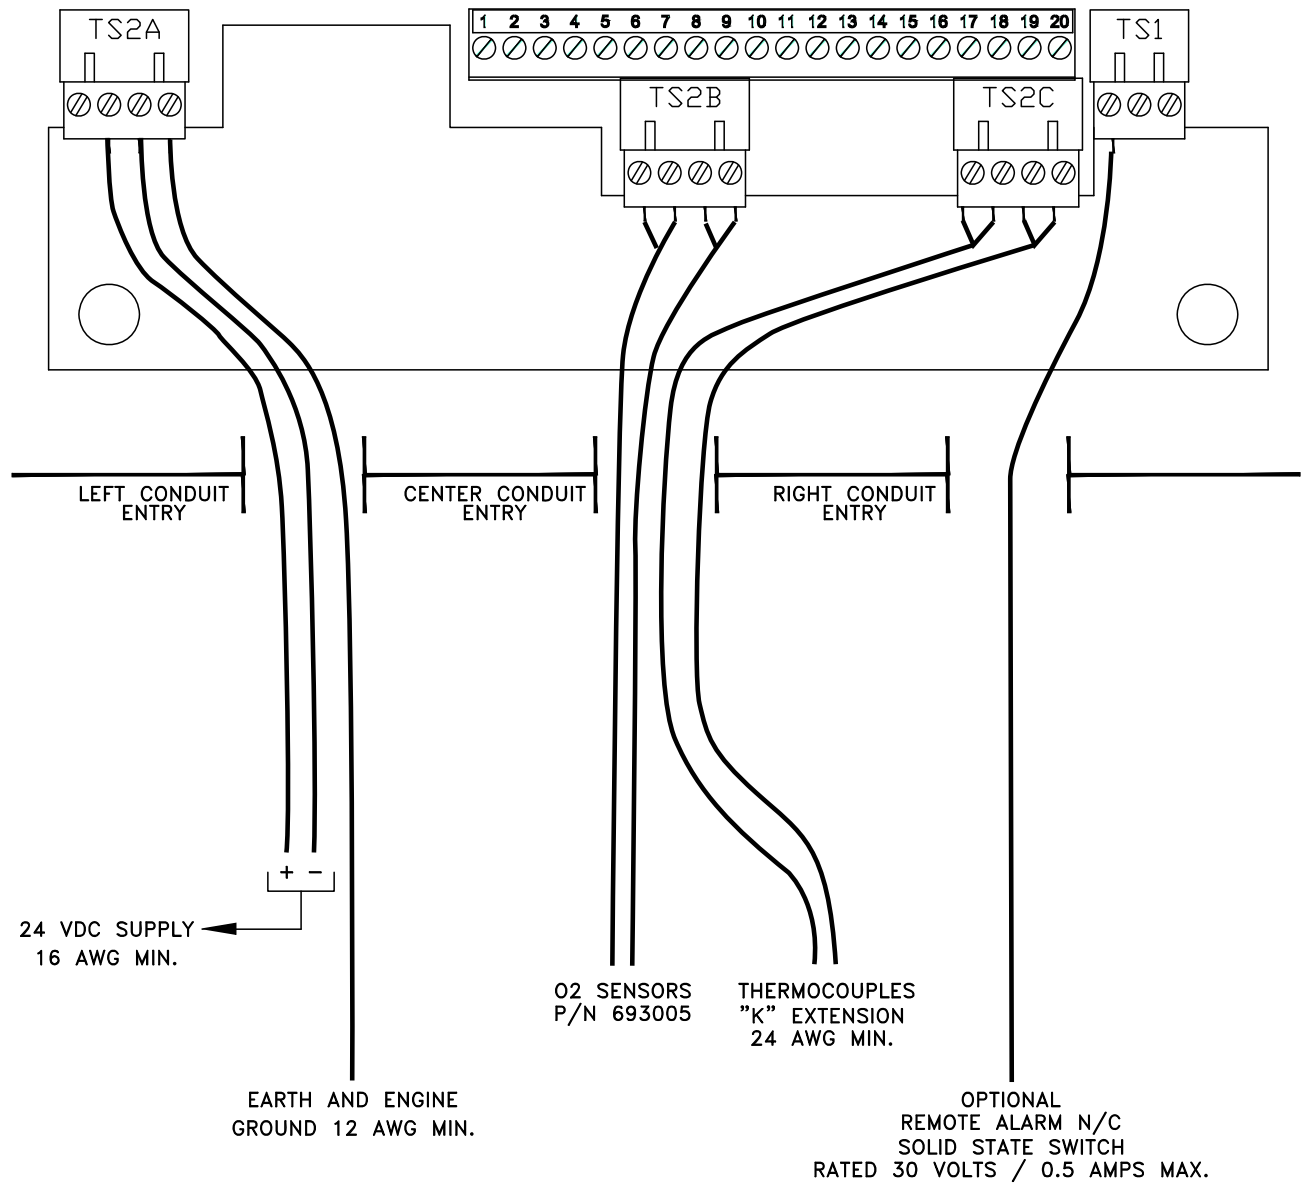 TS2A
1 2 3 4 5 6 7 8 9 10 11 12 13 14 15 16 17 18 19 20
TS1
TS2B
TS2C
LEFT CONDUIT
ENTRY
CENTER CONDUIT
ENTRY
RIGHT CONDUIT
ENTRY
+ −
24 VDC SUPPLY
16 AWG MIN.
O2 SENSORS
P/N 693005
THERMOCOUPLES
"K" EXTENSION
24 AWG MIN.
EARTH AND ENGINE
GROUND 12 AWG MIN.
OPTIONAL
REMOTE ALARM N/C
SOLID STATE SWITCH
RATED 30 VOLTS / 0.5 AMPS MAX.